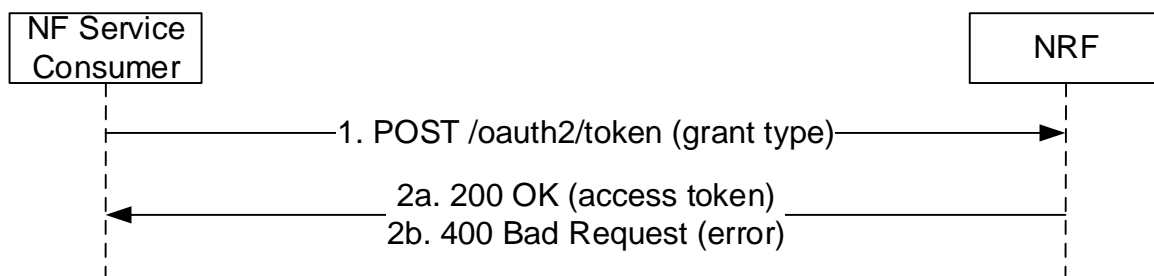 NF Service
Consumer
NRF
1. POST /oauth2/token (grant type)
2a. 200 OK (access token)
2b. 400 Bad Request (error)